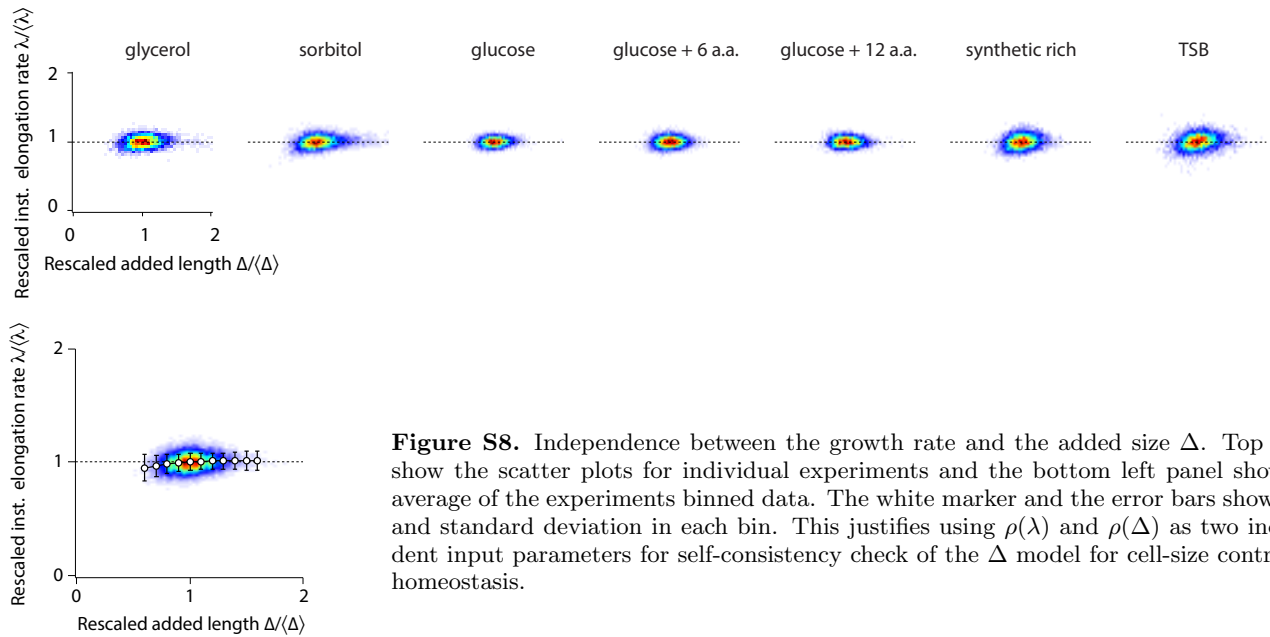 glycerol sorbitol glucose glucose + 6 a.a. glucose + 12 a.a. synthetic rich TSB
Rescaled inst. elongation rate λ/⟨λ⟩
2
1
0
0 1 2
Rescaled added length Δ/⟨Δ⟩
Rescaled inst. elongation rate λ/⟨λ⟩
2
1
0
0 1 2
Rescaled added length Δ/⟨Δ⟩
Figure S8. Independence between the growth rate and the added size Δ. Top
show the scatter plots for individual experiments and the bottom left panel show
average of the experiments binned data. The white marker and the error bars show
and standard deviation in each bin. This justifies using ρ(λ) and ρ(Δ) as two inde
dent input parameters for self-consistency check of the Δ model for cell-size contr
homeostasis.